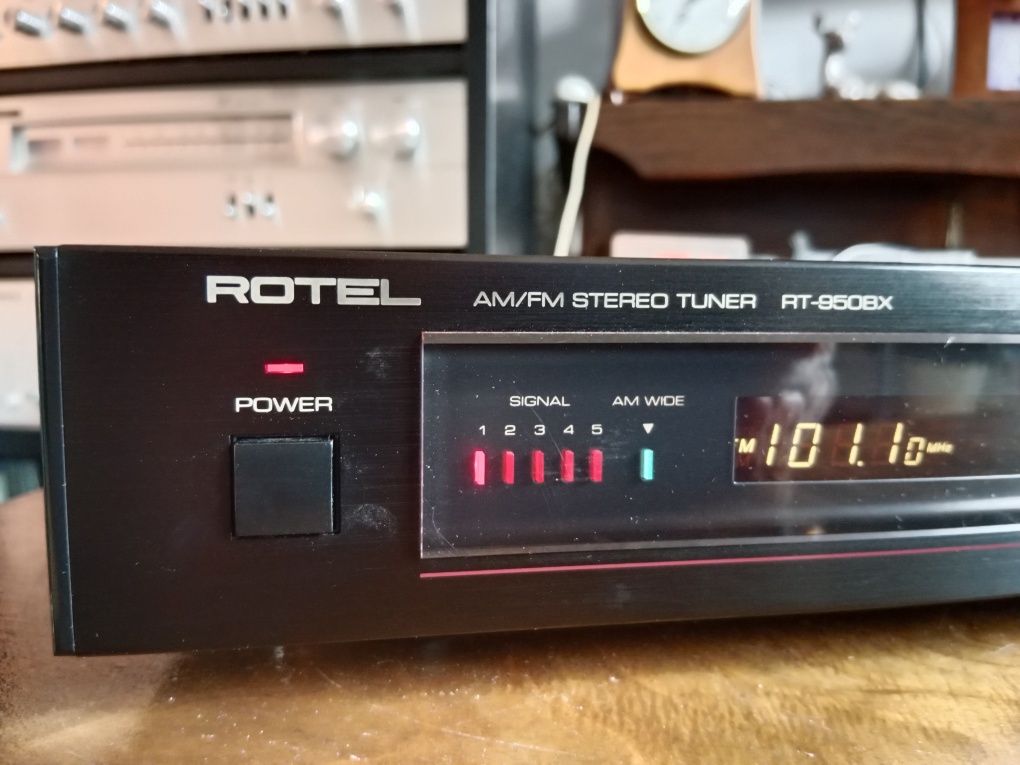 ROTEL
AM/FM STEREO TUNER RT-950BX
POWER
SIGNAL AM WIDE
1 2 3 4 5
101.10 MHz